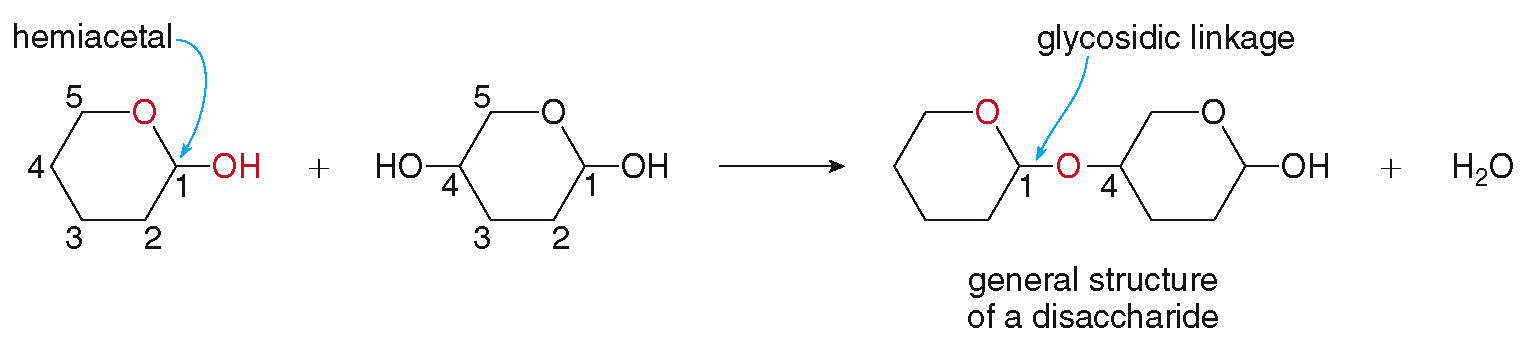 hemiacetal
glycosidic linkage
5 O
4 1 OH
3 2
+
5 O
HO 4 1 OH
3 2
O O
1 O 4 OH
+ H₂O
general structure
of a disaccharide